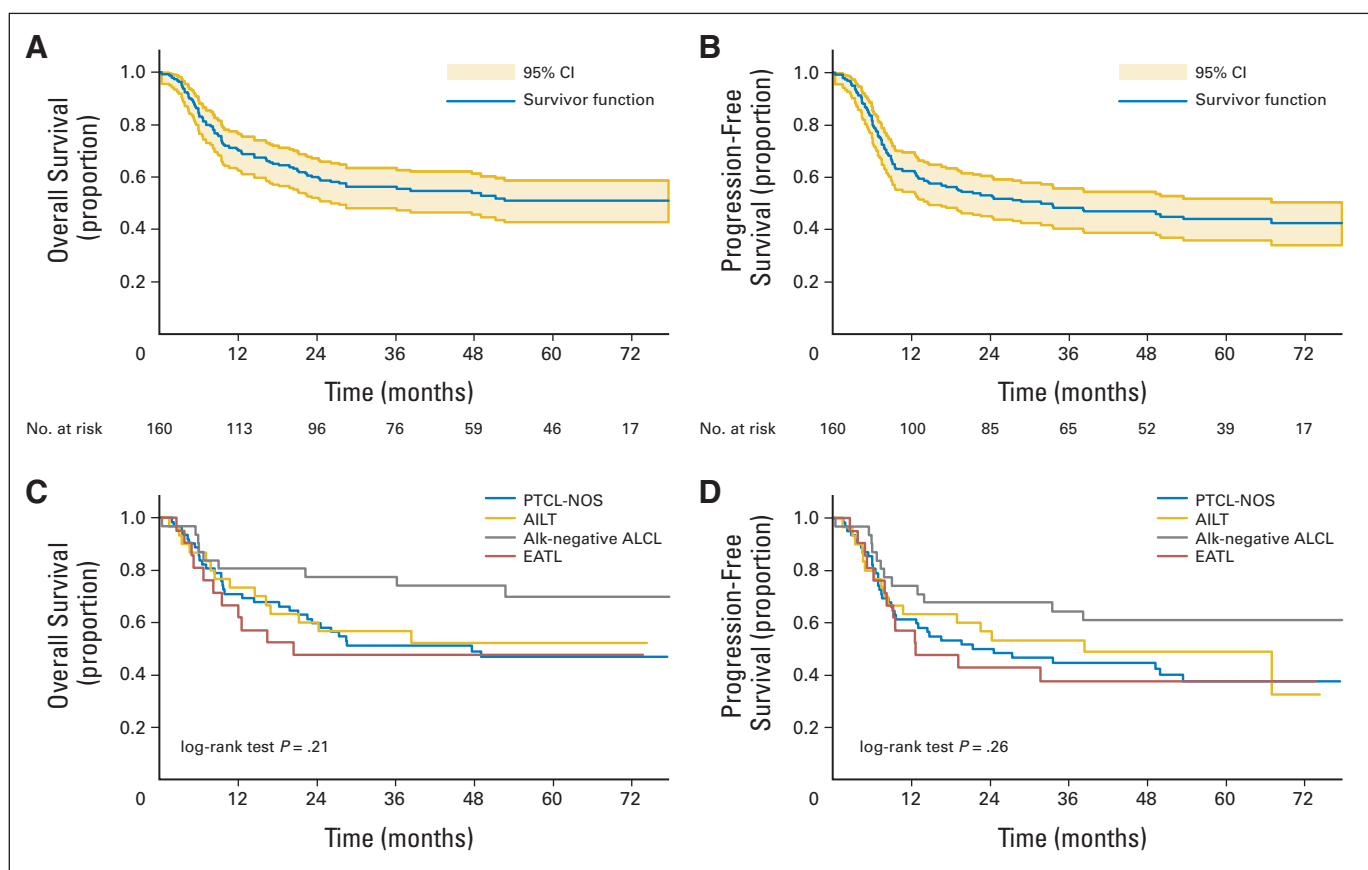 A
Overall Survival
(proportion)
1.0
0.8
0.6
0.4
0.2
0
95% CI
Survivor function
12 24 36 48 60 72
Time (months)
No. at risk 160 113 96 76 59 46 17
B
Progression-Free
Survival (proportion)
1.0
0.8
0.6
0.4
0.2
0
95% CI
Survivor function
12 24 36 48 60 72
Time (months)
No. at risk 160 100 85 65 52 39 17
C
Overall Survival
(proportion)
1.0
0.8
0.6
0.4
0.2
0
PTCL-NOS
AILT
Alk-negative ALCL
EATL
log-rank test P = .21
12 24 36 48 60 72
Time (months)
D
Progression-Free
Survival (proportion)
1.0
0.8
0.6
0.4
0.2
0
PTCL-NOS
AILT
Alk-negative ALCL
EATL
log-rank test P = .26
12 24 36 48 60 72
Time (months)